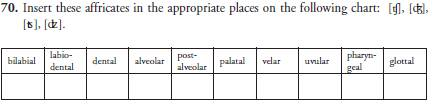 70. Insert these affricates in the appropriate places on the following chart: [ʧ], [ʤ],
[ʦ], [ʣ].
bilabial labio- dental dental alveolar post- alveolar palatal velar uvular pharyn- geal glottal